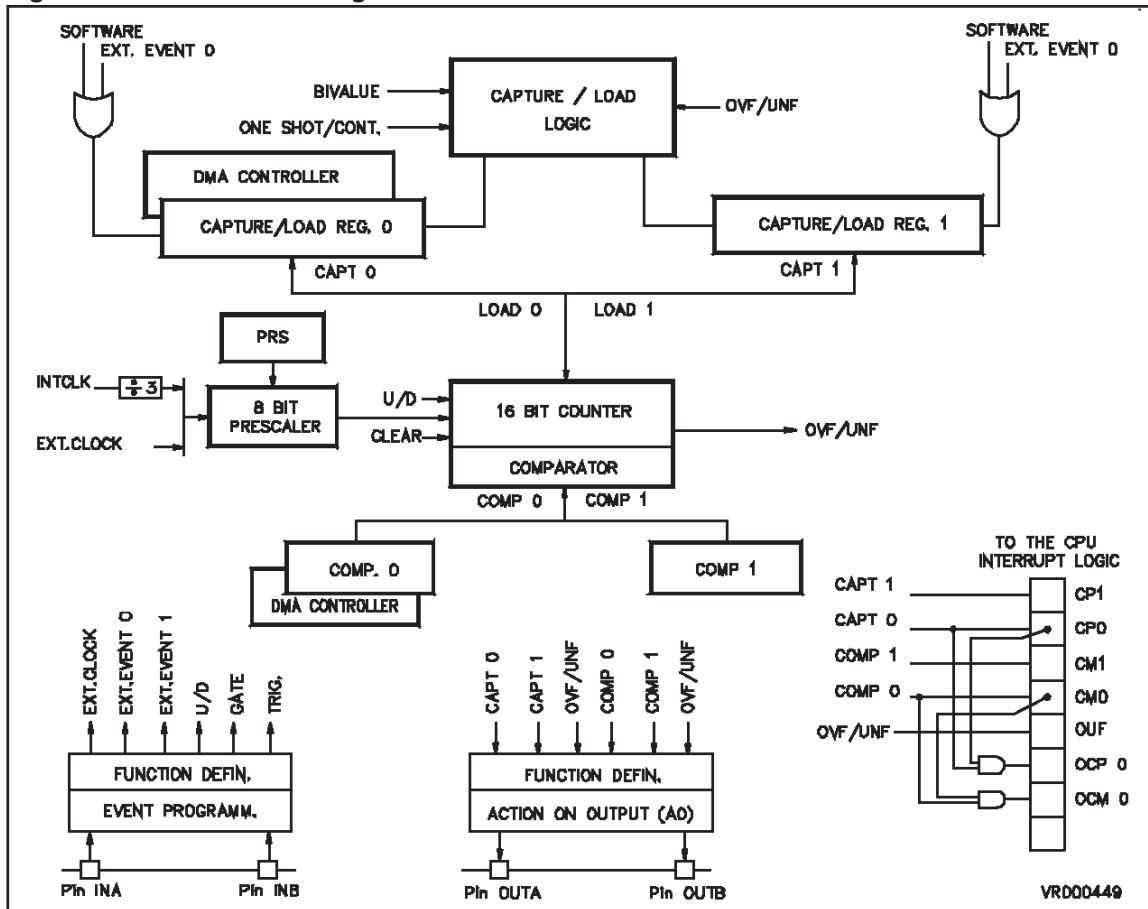 SOFTWARE
EXT. EVENT 0
SOFTWARE
EXT. EVENT 0
BIVALUE
CAPTURE / LOAD
LOGIC
OVF/UNF
ONE SHOT/CONT.
DMA CONTROLLER
CAPTURE/LOAD REG. 0
CAPTURE/LOAD REG. 1
CAPT 0
CAPT 1
LOAD 0
LOAD 1
PRS
INTCLK
÷ 3
8 BIT
PRESCALER
EXT.CLOCK
U/D
CLEAR
16 BIT COUNTER
COMPARATOR
OVF/UNF
COMP 0
COMP 1
COMP. 0
DMA CONTROLLER
COMP 1
TO THE CPU
INTERRUPT LOGIC
CAPT 1
CP1
CAPT 0
CP0
COMP 1
CM1
COMP 0
CM0
OVF/UNF
OUF
OCP 0
OCM 0
EXT.CLOCK
EXT.EVENT 0
EXT.EVENT 1
U/D
GATE
TRIG.
FUNCTION DEFIN.
EVENT PROGRAMM.
Pin INA
Pin INB
CAPT 0
CAPT 1
OVF/UNF
COMP 0
COMP 1
OVF/UNF
FUNCTION DEFIN.
ACTION ON OUTPUT (AO)
Pin OUTA
Pin OUTB
VR000449